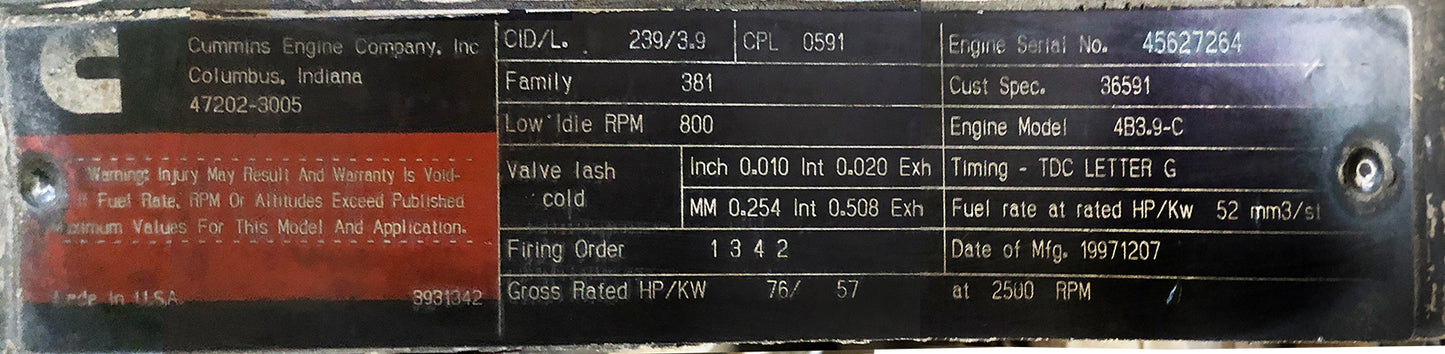 Cummins Engine Company, Inc
Columbus, Indiana
47202-3005
Warning: Injury May Result And Warranty Is Void-
If Fuel Rate, RPM Or Altitudes Exceed Published
Maximum Values For This Model And Application.
Made In U.S.A. 3931342
CID/L. 239/3.9 CPL 0591
Family 381
Low Idle RPM 800
Valve lash cold
Inch 0.010 Int 0.020 Exh
MM 0.254 Int 0.508 Exh
Firing Order 1 3 4 2
Gross Rated HP/KW 76/ 57
Engine Serial No. 45627264
Cust Spec. 36591
Engine Model 4B3.9-C
Timing - TDC LETTER G
Fuel rate at rated HP/Kw 52 mm3/st
Date of Mfg. 19971207
at 2500 RPM